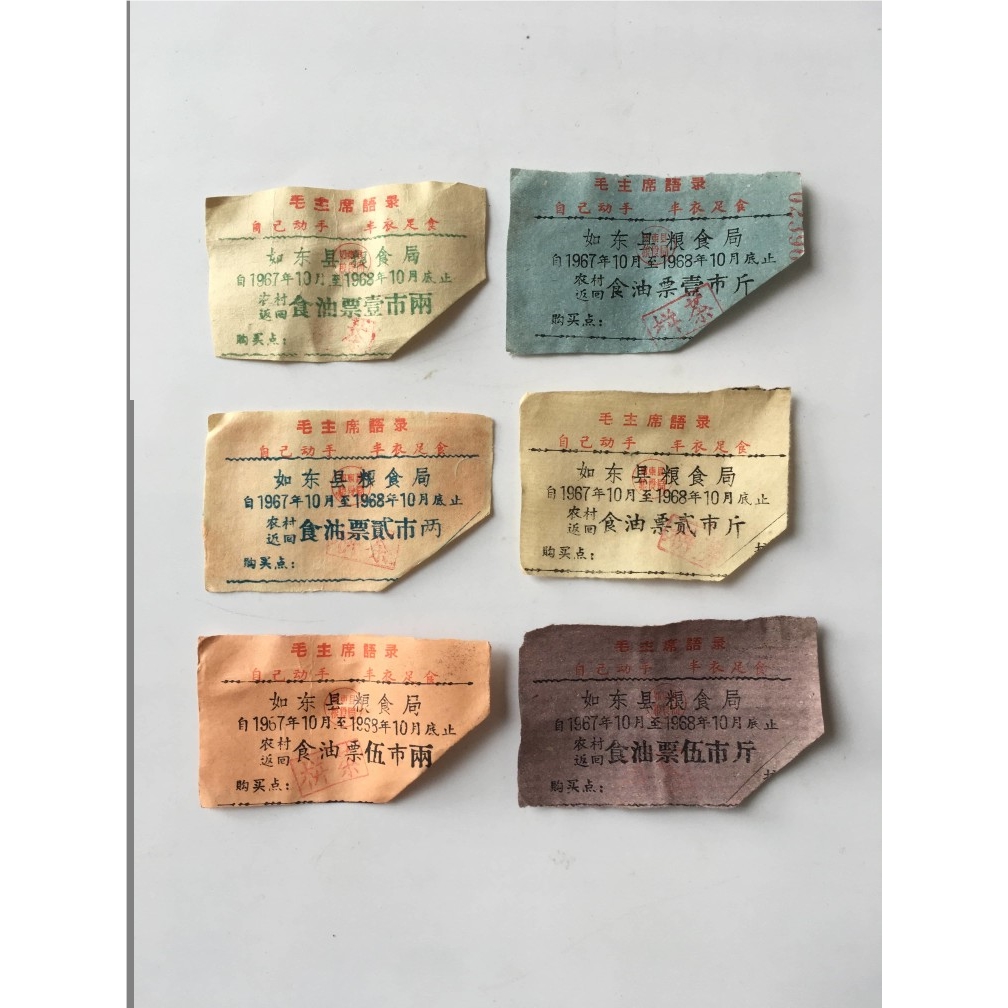 毛主席語录
自己动手　丰衣足食
如东县粮食局
自1967年10月至1968年10月底止
农村返回 食油票壹市兩
购买点：
毛主席語录
自己动手　丰衣足食
如东县粮食局
自1967年10月至1968年10月底止
农村返回 食油票壹市斤
购买点：
02390
毛主席語录
自己动手　丰衣足食
如东县粮食局
自1967年10月至1968年10月底止
农村返回 食油票貳市两
购买点：
毛主席語录
自己动手　丰衣足食
如东县粮食局
自1967年10月至1968年10月底止
农村返回 食油票貳市斤
购买点：
毛主席語录
自己动手　丰衣足食
如东县粮食局
自1967年10月至1968年10月底止
农村返回 食油票伍市兩
购买点：
毛主席語录
自己动手　丰衣足食
如东县粮食局
自1967年10月至1968年10月底止
农村返回 食油票伍市斤
购买点：